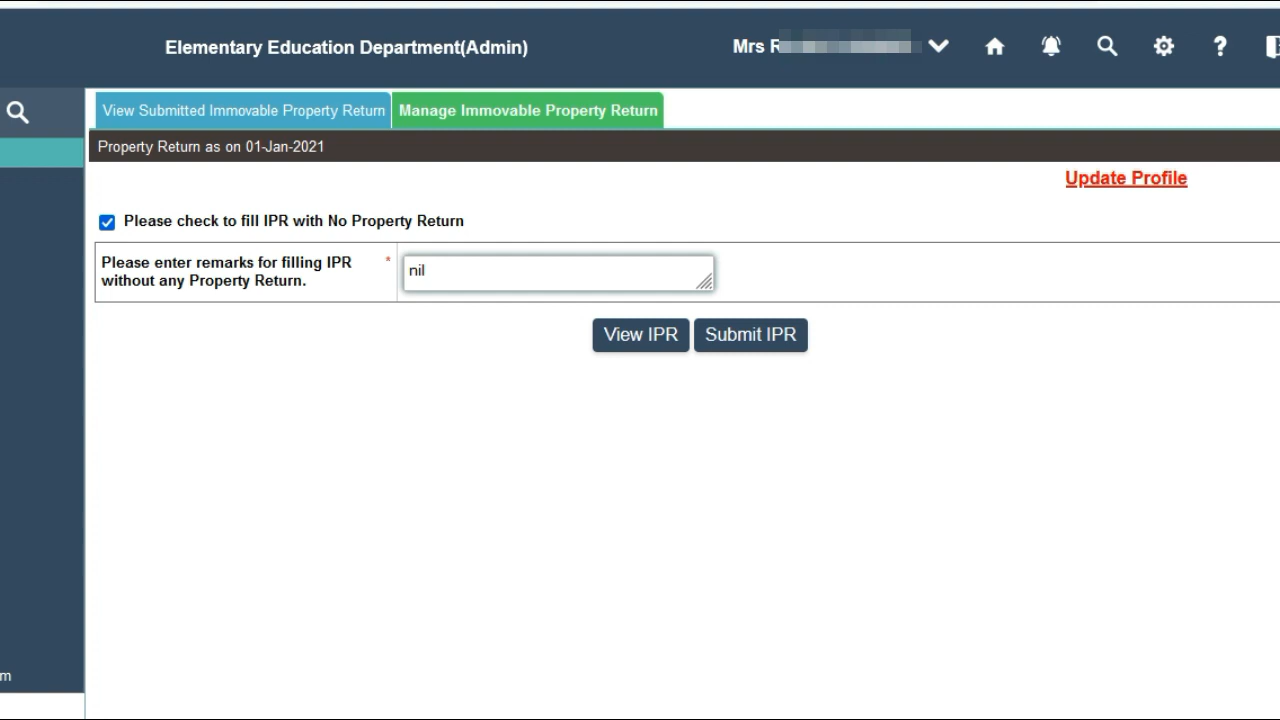 Elementary Education Department(Admin)
Mrs R
View Submitted Immovable Property Return
Manage Immovable Property Return
Property Return as on 01-Jan-2021
Update Profile
Please check to fill IPR with No Property Return
Please enter remarks for filling IPR *
without any Property Return.
nil
View IPR
Submit IPR
m